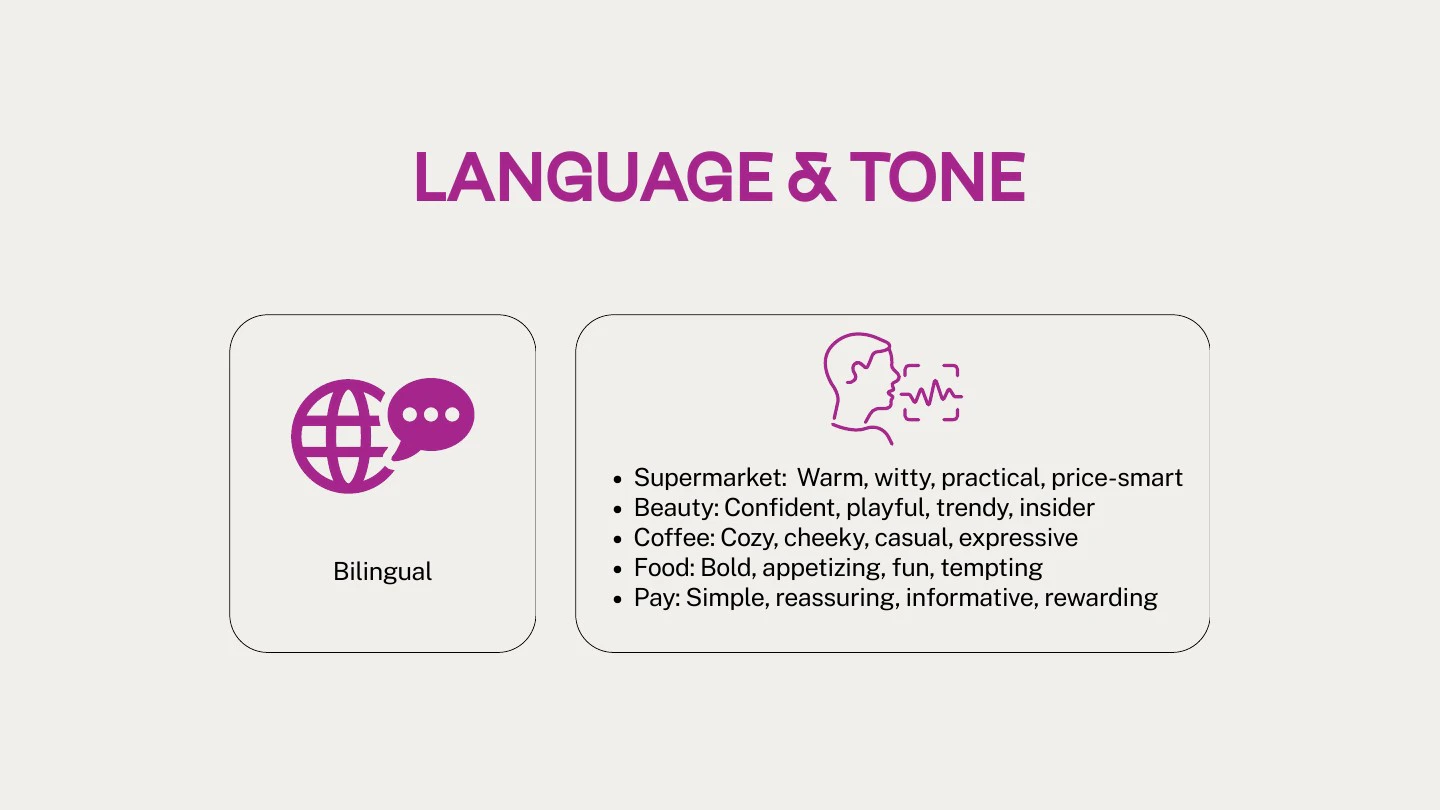 LANGUAGE & TONE
Bilingual
• Supermarket:  Warm, witty, practical, price-smart
• Beauty: Confident, playful, trendy, insider
• Coffee: Cozy, cheeky, casual, expressive
• Food: Bold, appetizing, fun, tempting
• Pay: Simple, reassuring, informative, rewarding